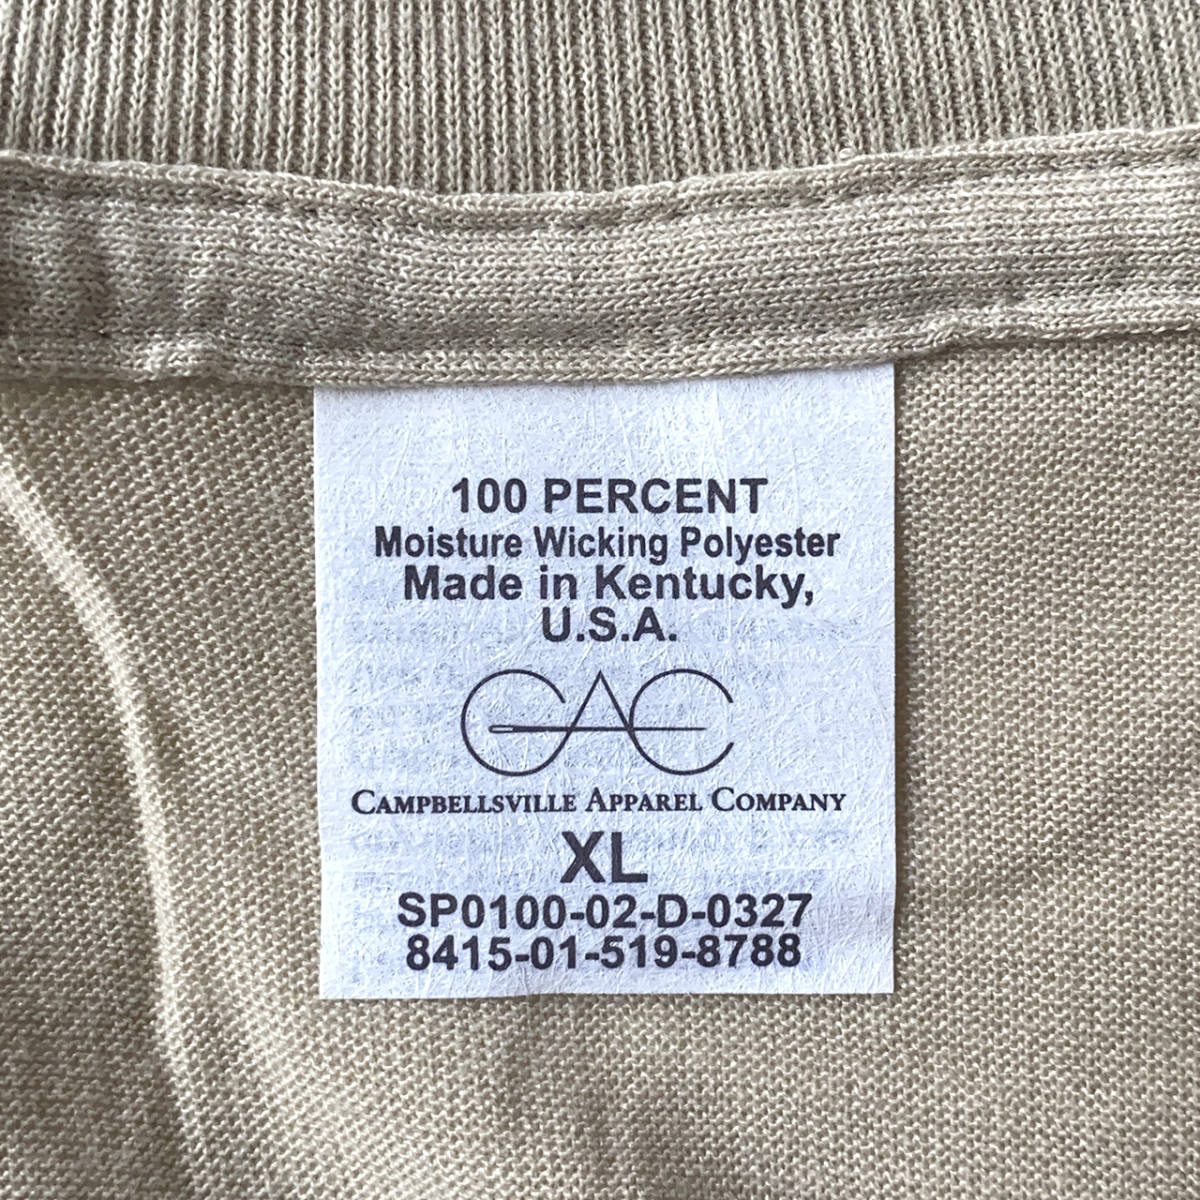 100 PERCENT
Moisture Wicking Polyester
Made in Kentucky,
U.S.A.
CAC
CAMPBELLSVILLE APPAREL COMPANY
XL
SP0100-02-D-0327
8415-01-519-8788